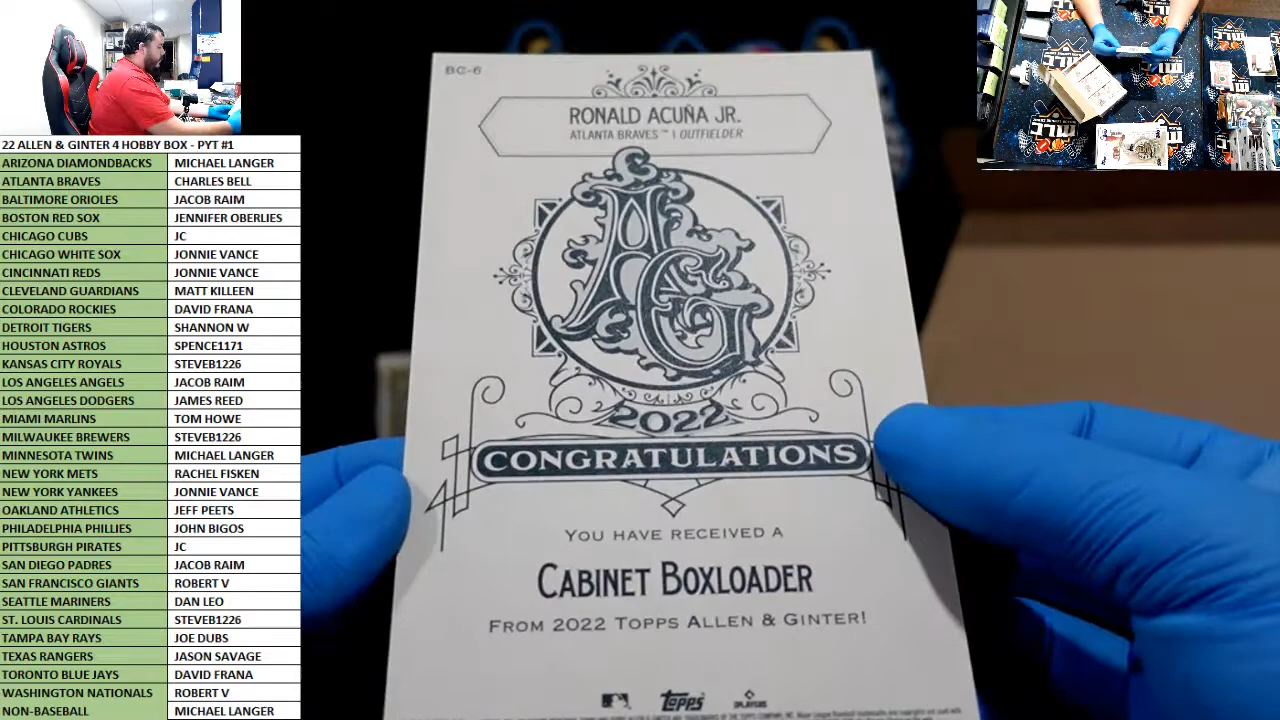 22 ALLEN & GINTER 4 HOBBY BOX - PYT #1
ARIZONA DIAMONDBACKS MICHAEL LANGER
ATLANTA BRAVES CHARLES BELL
BALTIMORE ORIOLES JACOB RAIM
BOSTON RED SOX JENNIFER OBERLIES
CHICAGO CUBS JC
CHICAGO WHITE SOX JONNIE VANCE
CINCINNATI REDS JONNIE VANCE
CLEVELAND GUARDIANS MATT KILLEEN
COLORADO ROCKIES DAVID FRANA
DETROIT TIGERS SHANNON W
HOUSTON ASTROS SPENCE1171
KANSAS CITY ROYALS STEVEB1226
LOS ANGELES ANGELS JACOB RAIM
LOS ANGELES DODGERS JAMES REED
MIAMI MARLINS TOM HOWE
MILWAUKEE BREWERS STEVEB1226
MINNESOTA TWINS MICHAEL LANGER
NEW YORK METS RACHEL FISKEN
NEW YORK YANKEES JONNIE VANCE
OAKLAND ATHLETICS JEFF PEETS
PHILADELPHIA PHILLIES JOHN BIGOS
PITTSBURGH PIRATES JC
SAN DIEGO PADRES JACOB RAIM
SAN FRANCISCO GIANTS ROBERT V
SEATTLE MARINERS DAN LEO
ST. LOUIS CARDINALS STEVEB1226
TAMPA BAY RAYS JOE DUBS
TEXAS RANGERS JASON SAVAGE
TORONTO BLUE JAYS DAVID FRANA
WASHINGTON NATIONALS ROBERT V
NON-BASEBALL MICHAEL LANGER
BC-6
RONALD ACUÑA JR.
ATLANTA BRAVES™ | OUTFIELDER
A G
2022
CONGRATULATIONS
YOU HAVE RECEIVED A
CABINET BOXLOADER
FROM 2022 TOPPS ALLEN & GINTER!
Topps PLAYERS
MLC
MLC